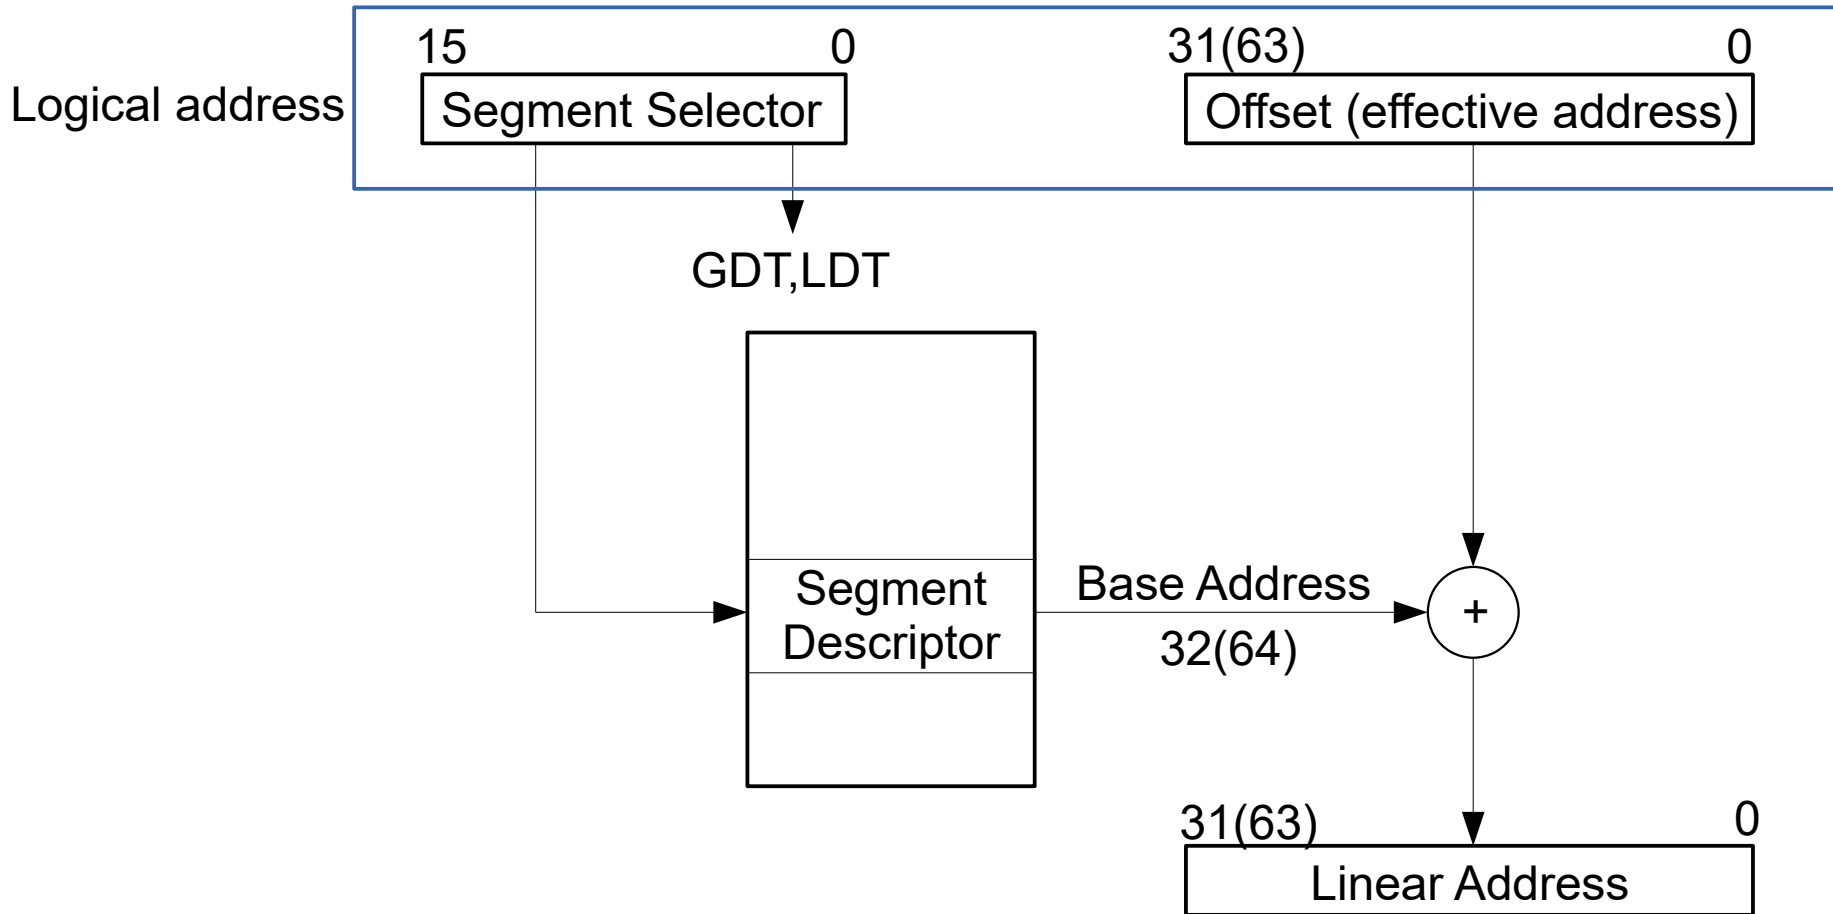 15 0 31(63) 0
Logical address Segment Selector Offset (effective address)
GDT,LDT
Segment
Descriptor
Base Address
32(64)
+
31(63) 0
Linear Address